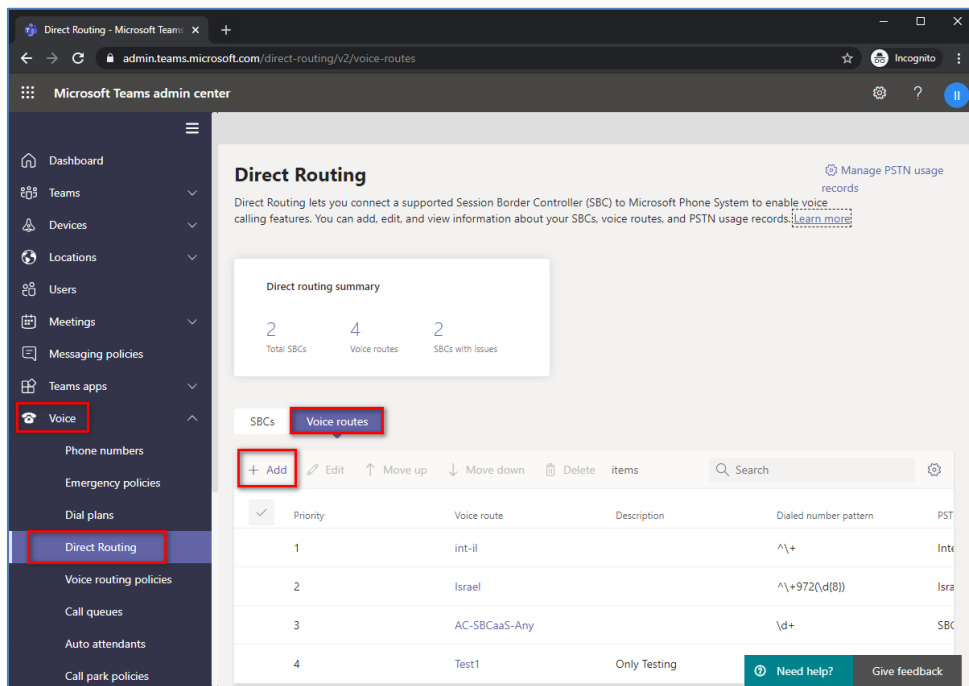 Direct Routing - Microsoft Teams
admin.teams.microsoft.com/direct-routing/v2/voice-routes
Incognito
Microsoft Teams admin center
?
II
Dashboard
Teams
Devices
Locations
Users
Meetings
Messaging policies
Teams apps
Voice
Phone numbers
Emergency policies
Dial plans
Direct Routing
Voice routing policies
Call queues
Auto attendants
Call park policies
Direct Routing
Manage PSTN usage
records
Direct Routing lets you connect a supported Session Border Controller (SBC) to Microsoft Phone System to enable voice
calling features. You can add, edit, and view information about your SBCs, voice routes, and PSTN usage records. Learn more
Direct routing summary
2 4 2
Total SBCs Voice routes SBCs with issues
SBCs Voice routes
+ Add Edit ↑ Move up ↓ Move down Delete items Search
Priority Voice route Description Dialed number pattern PST
1 int-il ^\+ Inte
2 Israel ^\+972(\d{8}) Isra
3 AC-SBCaaS-Any \d+ SBC
4 Test1 Only Testing
Need help? Give feedback